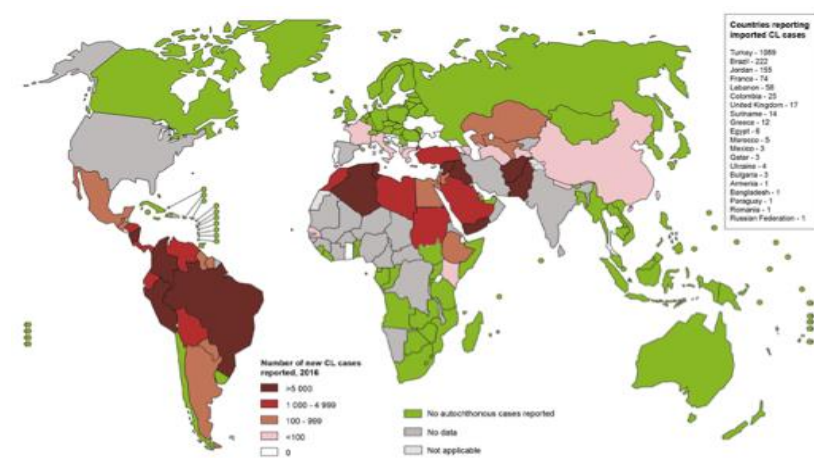 Countries reporting
imported CL cases
Turkey - 1089
Brazil - 222
Jordan - 155
France - 74
Lebanon - 58
Colombia - 25
United Kingdom - 17
Suriname - 14
Greece - 12
Egypt - 6
Morocco - 5
Mexico - 3
Qatar - 3
Ukraine - 4
Bulgaria - 3
Armenia - 1
Bangladesh - 1
Paraguay - 1
Romania - 1
Russian Federation - 1
Number of new CL cases
reported, 2016
>5 000
1 000 - 4 999
100 - 999
<100
0
No autochthonous cases reported
No data
Not applicable